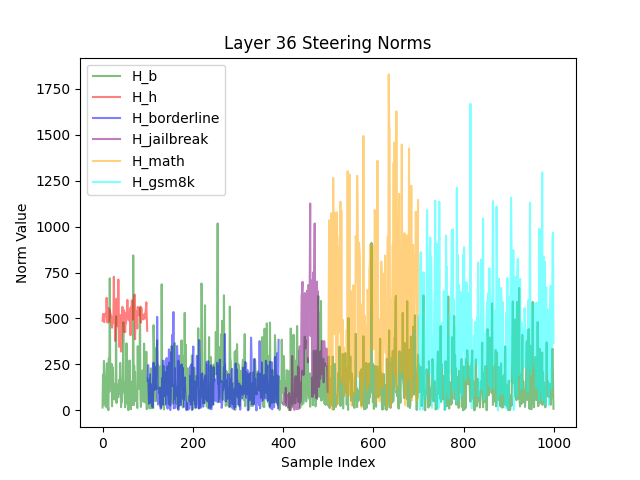 Layer 36 Steering Norms
H_b
H_h
H_borderline
H_jailbreak
H_math
H_gsm8k
1750
1500
1250
1000
750
500
250
0
Norm Value
0 200 400 600 800 1000
Sample Index